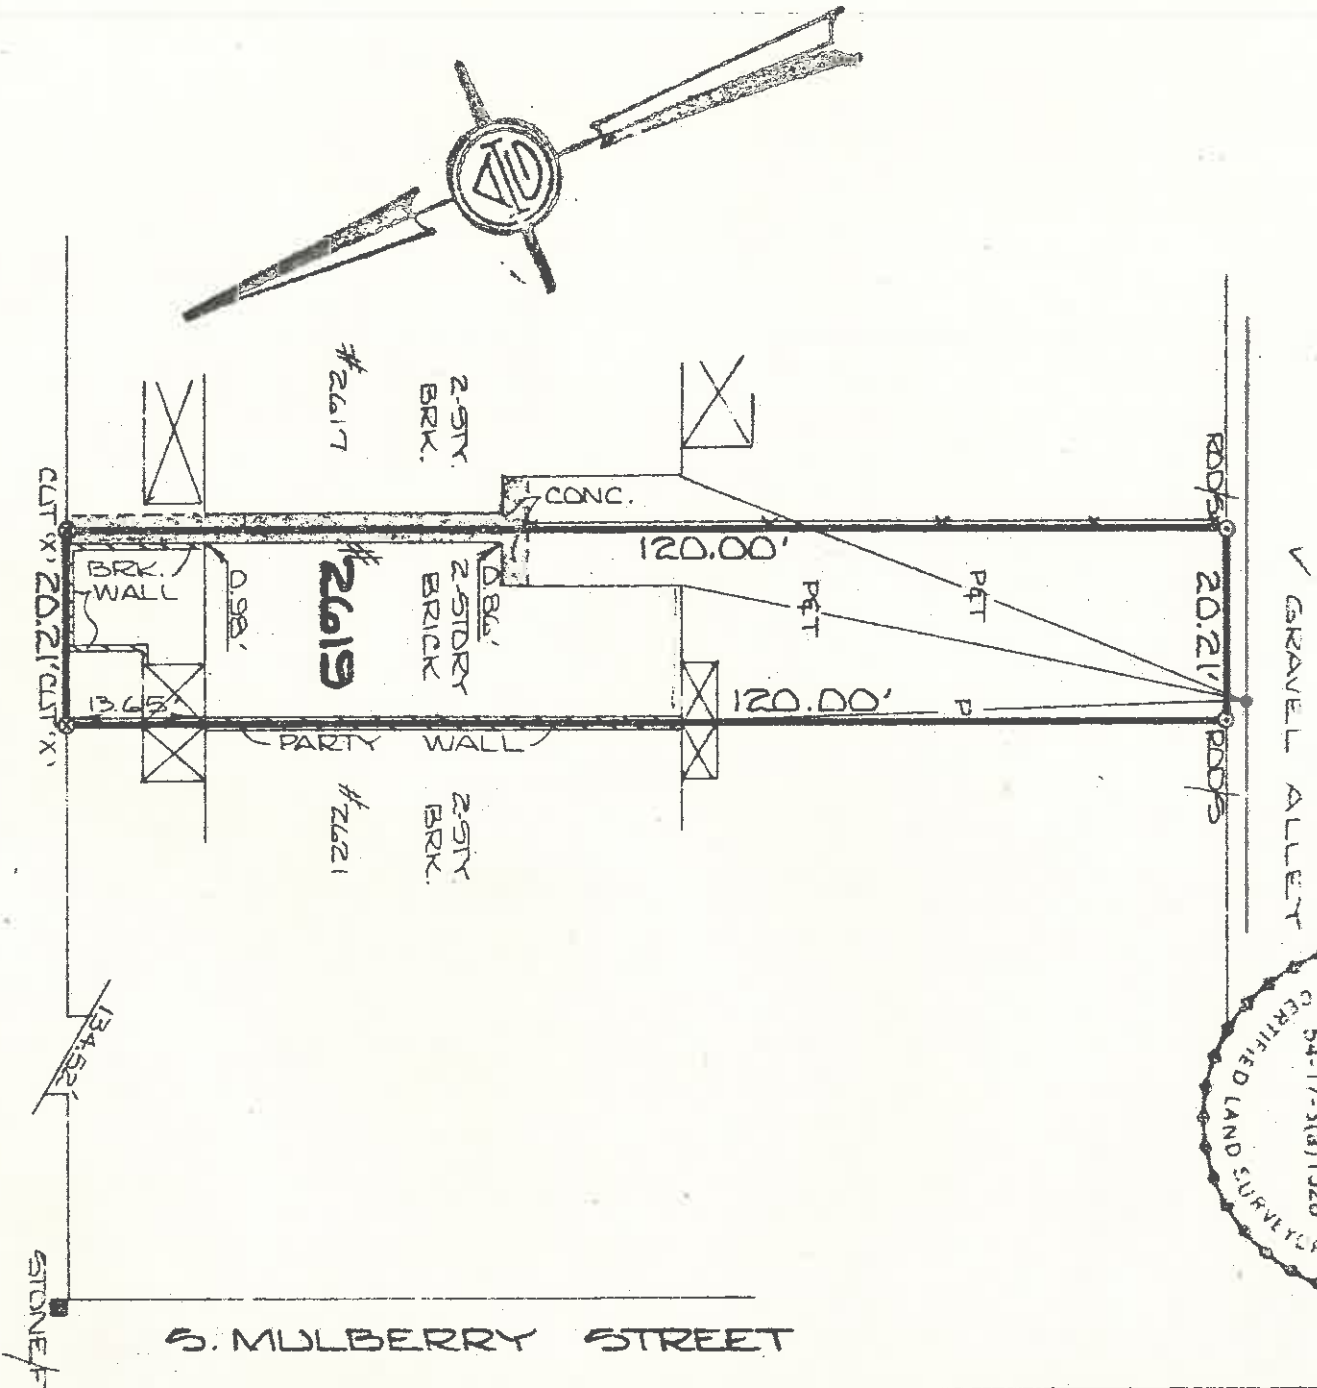 #2617
2-STY.
BRK.
CONC.
RODS
CUT 'X'
20.21'
CUT 'X'
BRK.
WALL
0.98'
#2619
2-STORY
BRICK
0.86'
120.00'
P&T
P&T
20.21'
13.65'
120.00'
P
PARTY WALL
RODS
#2621
2-STY
BRK.
GRAVEL ALLEY
134.52'
CERTIFIED LAND SURVEYOR
STONE/F
S. MULBERRY STREET